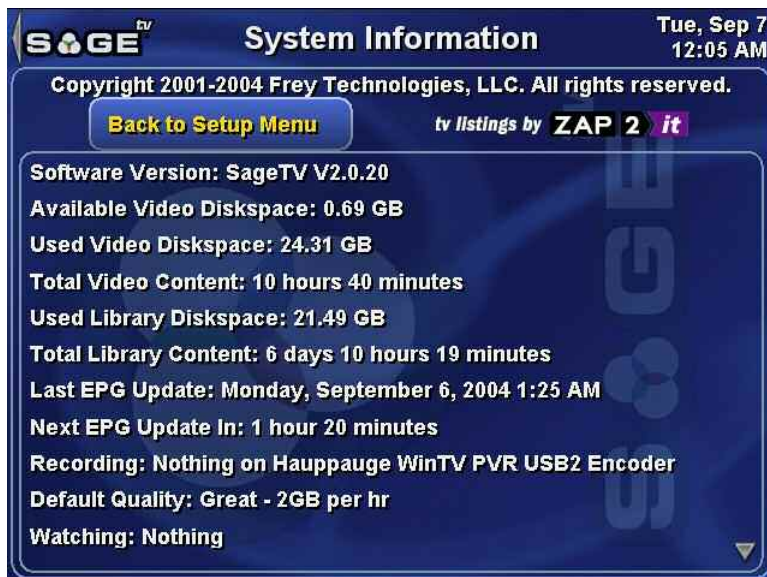 SAGE tv
System Information
Tue, Sep 7
12:05 AM
Copyright 2001-2004 Frey Technologies, LLC. All rights reserved.
Back to Setup Menu
tv listings by ZAP 2 it
Software Version: SageTV V2.0.20
Available Video Diskspace: 0.69 GB
Used Video Diskspace: 24.31 GB
Total Video Content: 10 hours 40 minutes
Used Library Diskspace: 21.49 GB
Total Library Content: 6 days 10 hours 19 minutes
Last EPG Update: Monday, September 6, 2004 1:25 AM
Next EPG Update In: 1 hour 20 minutes
Recording: Nothing on Hauppauge WinTV PVR USB2 Encoder
Default Quality: Great - 2GB per hr
Watching: Nothing
SAGE